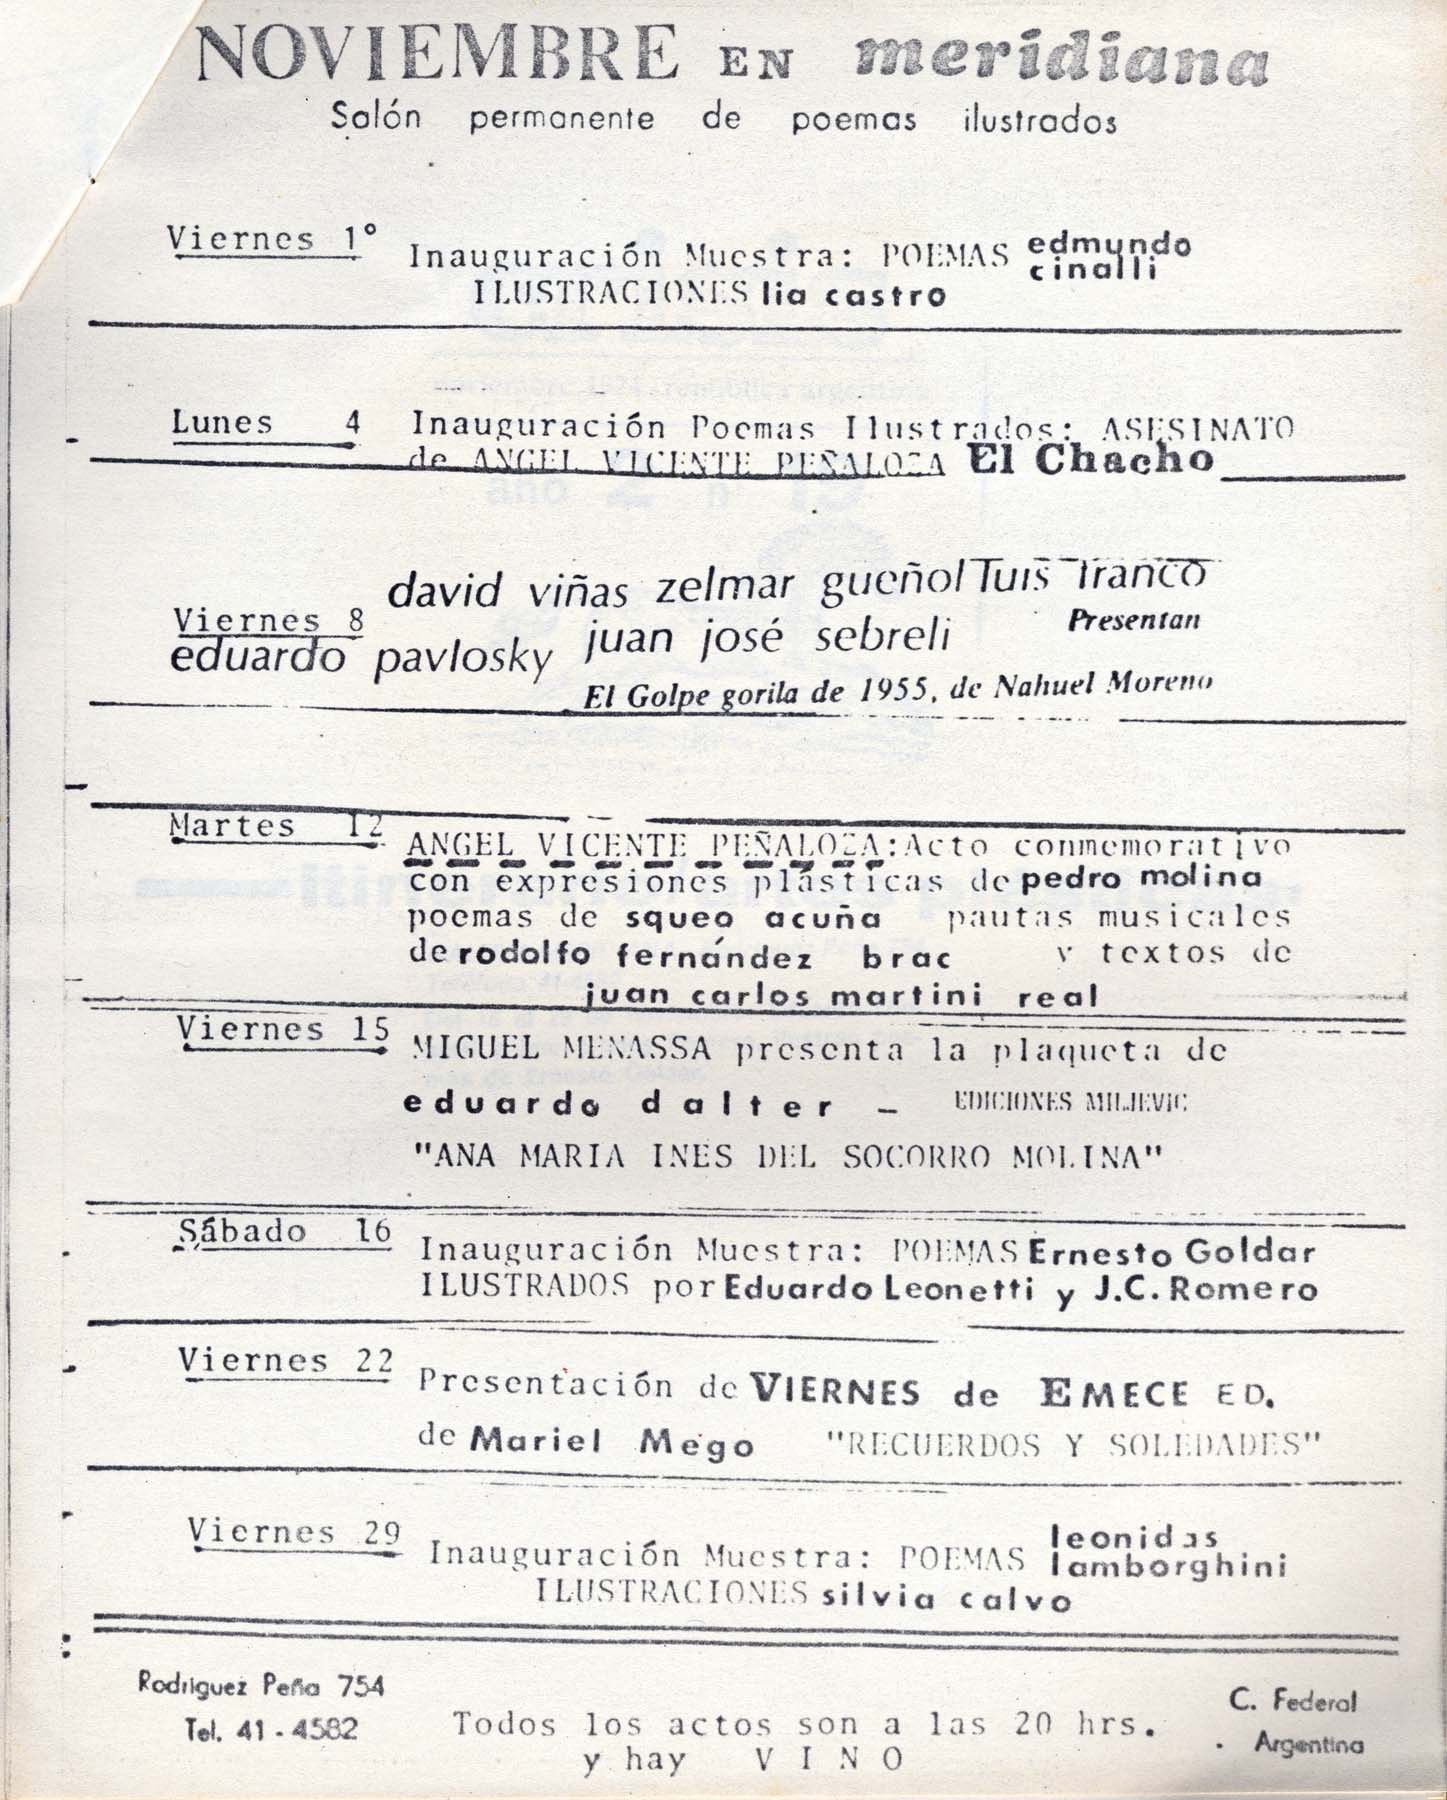 NOVIEMBRE EN meridiana
Salón permanente de poemas ilustrados
Viernes 1°
Inauguración Muestra: POEMAS edmundo cinalli
ILUSTRACIONES lia castro
Lunes 4
Inauguración Poemas Ilustrados: ASESINATO
de ANGEL VICENTE PEÑALOZA El Chacho
Viernes 8
david viñas zelmar gueñol luis franco
eduardo pavlosky juan josé sebreli
Presentan
El Golpe gorila de 1955, de Nahuel Moreno
Martes 12
ANGEL VICENTE PEÑALOZA: Acto conmemorativo
con expresiones plásticas de pedro molina
poemas de squeo acuña pautas musicales
de rodolfo fernández brac y textos de
juan carlos martini real
Viernes 15
MIGUEL MENASSA presenta la plaqueta de
eduardo dalter - EDICIONES MILJEVIC
"ANA MARIA INES DEL SOCORRO MOLINA"
Sábado 16
Inauguración Muestra: POEMAS Ernesto Goldar
ILUSTRADOS por Eduardo Leonetti y J.C. Romero
Viernes 22
Presentación de VIERNES de EMECE ED.
de Mariel Mego "RECUERDOS Y SOLEDADES"
Viernes 29
Inauguración Muestra: POEMAS leonidas lamborghini
ILUSTRACIONES silvia calvo
Rodríguez Peña 754
Tel. 41-4582
Todos los actos son a las 20 hrs.
y hay VINO
C. Federal
Argentina